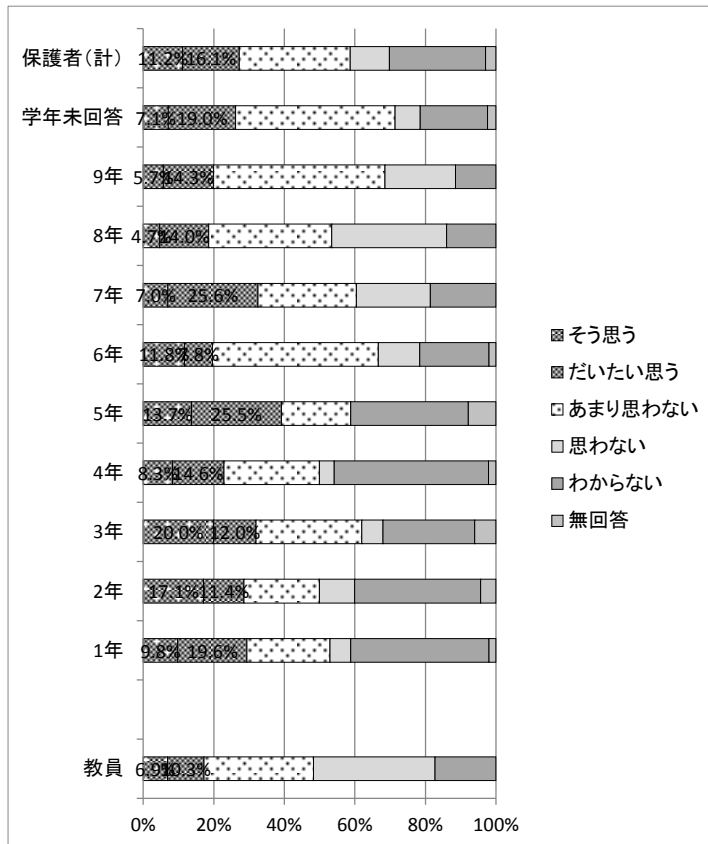 保護者（計） 11.2% 16.1%
学年未回答 7.1% 19.0%
9年 5.7% 14.3%
8年 4.7% 14.0%
7年 7.0% 25.6%
6年 11.8% 7.8%
5年 13.7% 25.5%
4年 8.3% 14.6%
3年 20.0% 12.0%
2年 17.1% 11.4%
1年 9.8% 19.6%
教員 6.9% 10.3%
0% 20% 40% 60% 80% 100%
そう思う
だいたい思う
あまり思わない
思わない
わからない
無回答